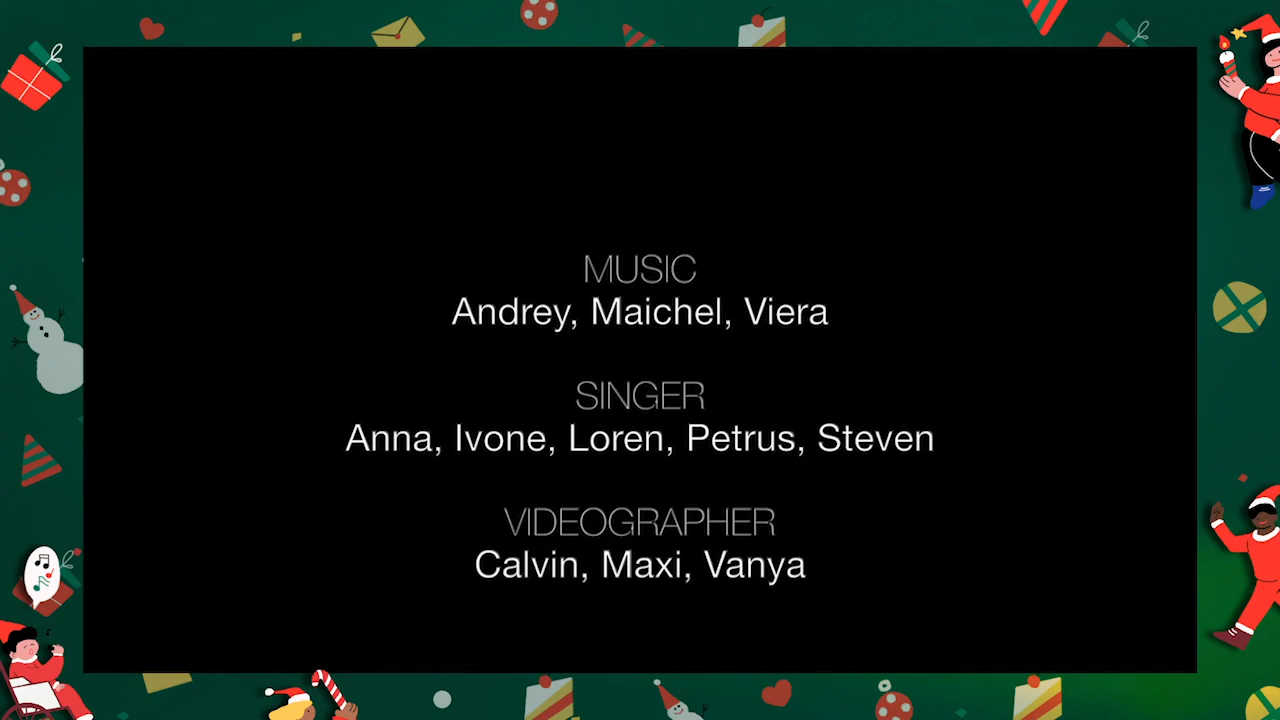 MUSIC
Andrey, Maichel, Viera
SINGER
Anna, Ivone, Loren, Petrus, Steven
VIDEOGRAPHER
Calvin, Maxi, Vanya